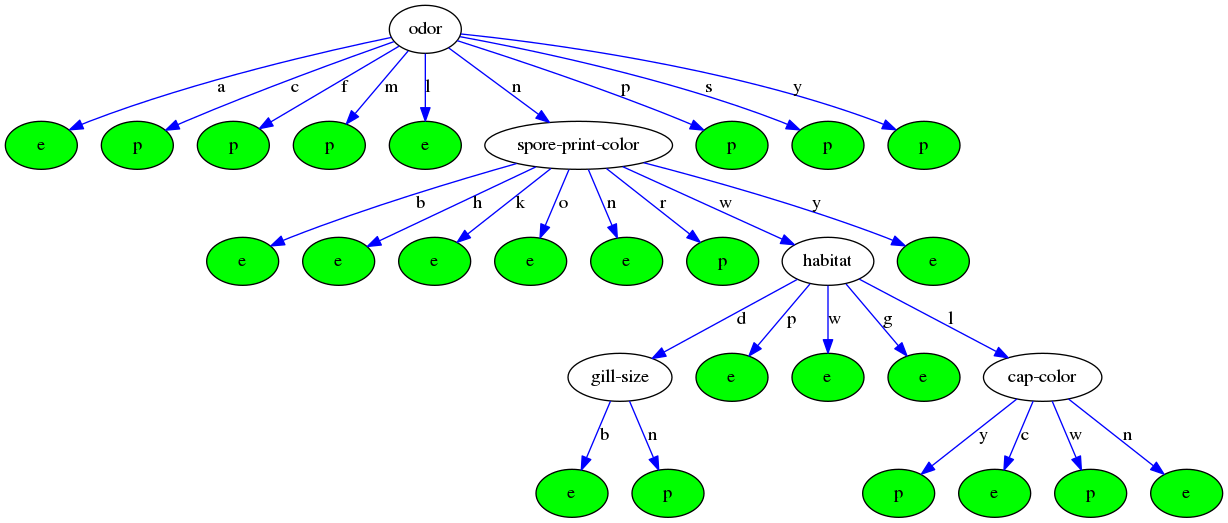 odor
a c f m l n p s y
e p p p e spore-print-color p p p
b h k o n r w y
e e e e e p habitat e
d p w g l
gill-size e e e cap-color
b n y c w n
e p p e p e